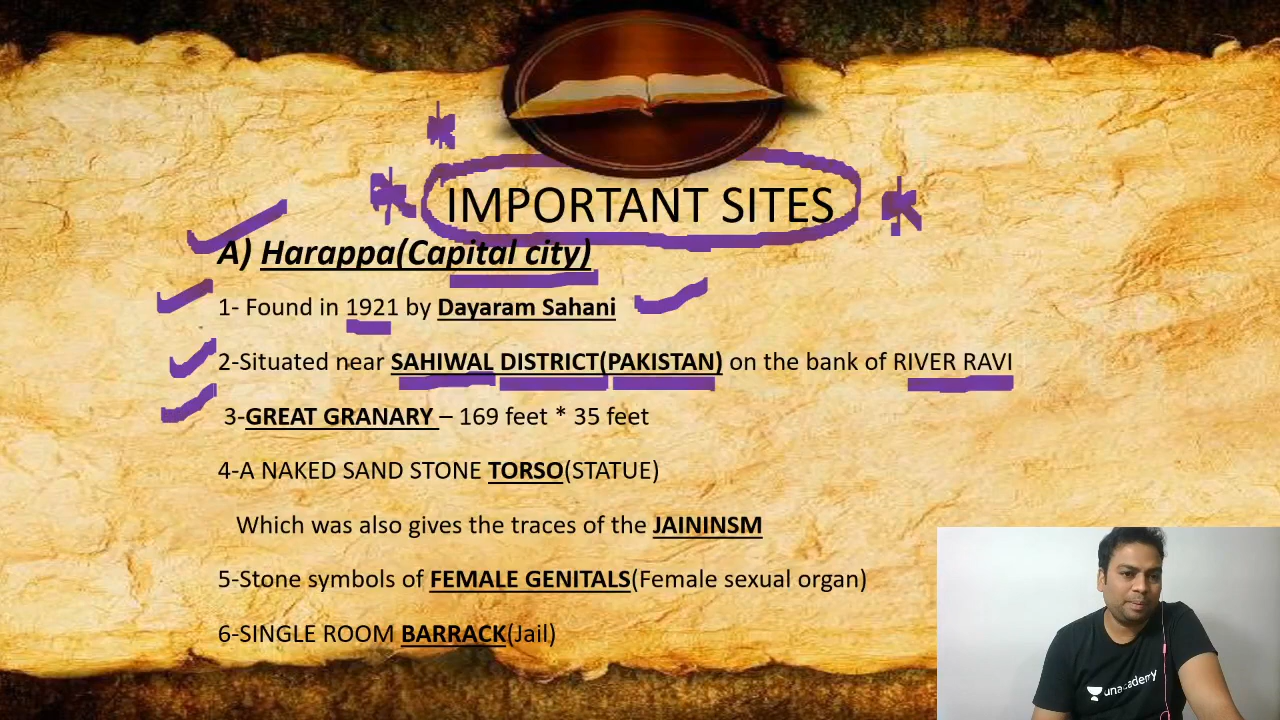 IMPORTANT SITES
A) Harappa(Capital city)
1- Found in 1921 by Dayaram Sahani
2-Situated near SAHIWAL DISTRICT(PAKISTAN) on the bank of RIVER RAVI
3-GREAT GRANARY – 169 feet * 35 feet
4-A NAKED SAND STONE TORSO(STATUE)
Which was also gives the traces of the JAININSM
5-Stone symbols of FEMALE GENITALS(Female sexual organ)
6-SINGLE ROOM BARRACK(Jail)
unacademy